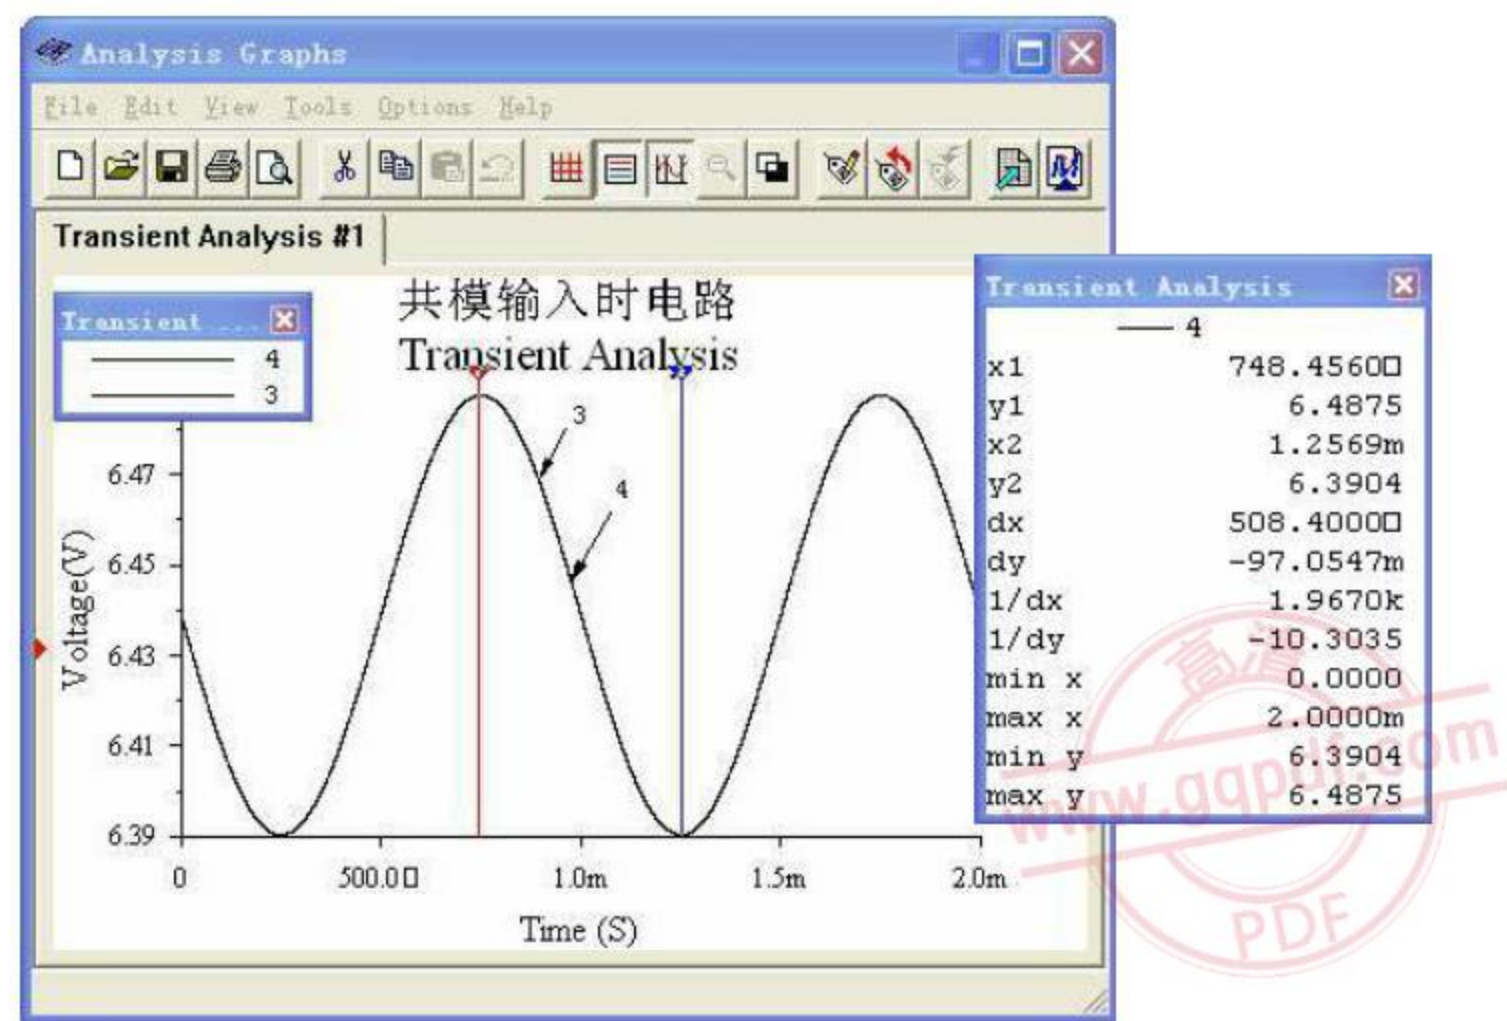 Analysis Graphs
File Edit View Tools Options Help
Transient Analysis #1
共模输入时电路
Transient Analysis
Transient ...
4
3
3
4
Voltage(V)
6.47
6.45
6.43
6.41
6.39
0 500.0□ 1.0m 1.5m 2.0m
Time (S)
Transient Analysis
4
x1 748.4560□
y1 6.4875
x2 1.2569m
y2 6.3904
dx 508.4000□
dy -97.0547m
1/dx 1.9670k
1/dy -10.3035
min x 0.0000
max x 2.0000m
min y 6.3904
max y 6.4875
高清
www.gqpdf.com
PDF